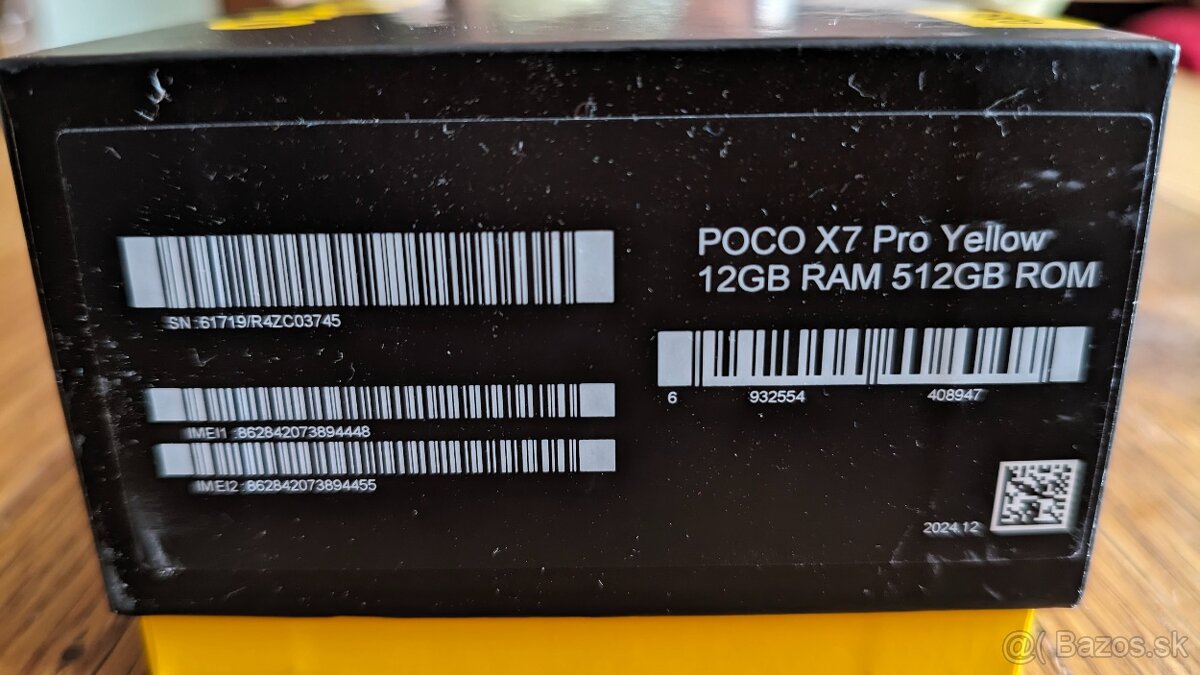 SN :61719/R4ZC03745
IMEI1 :862842073894448
IMEI2 :862842073894455
POCO X7 Pro Yellow
12GB RAM 512GB ROM
6 932554 408947
2024.12
@( Bazos.sk